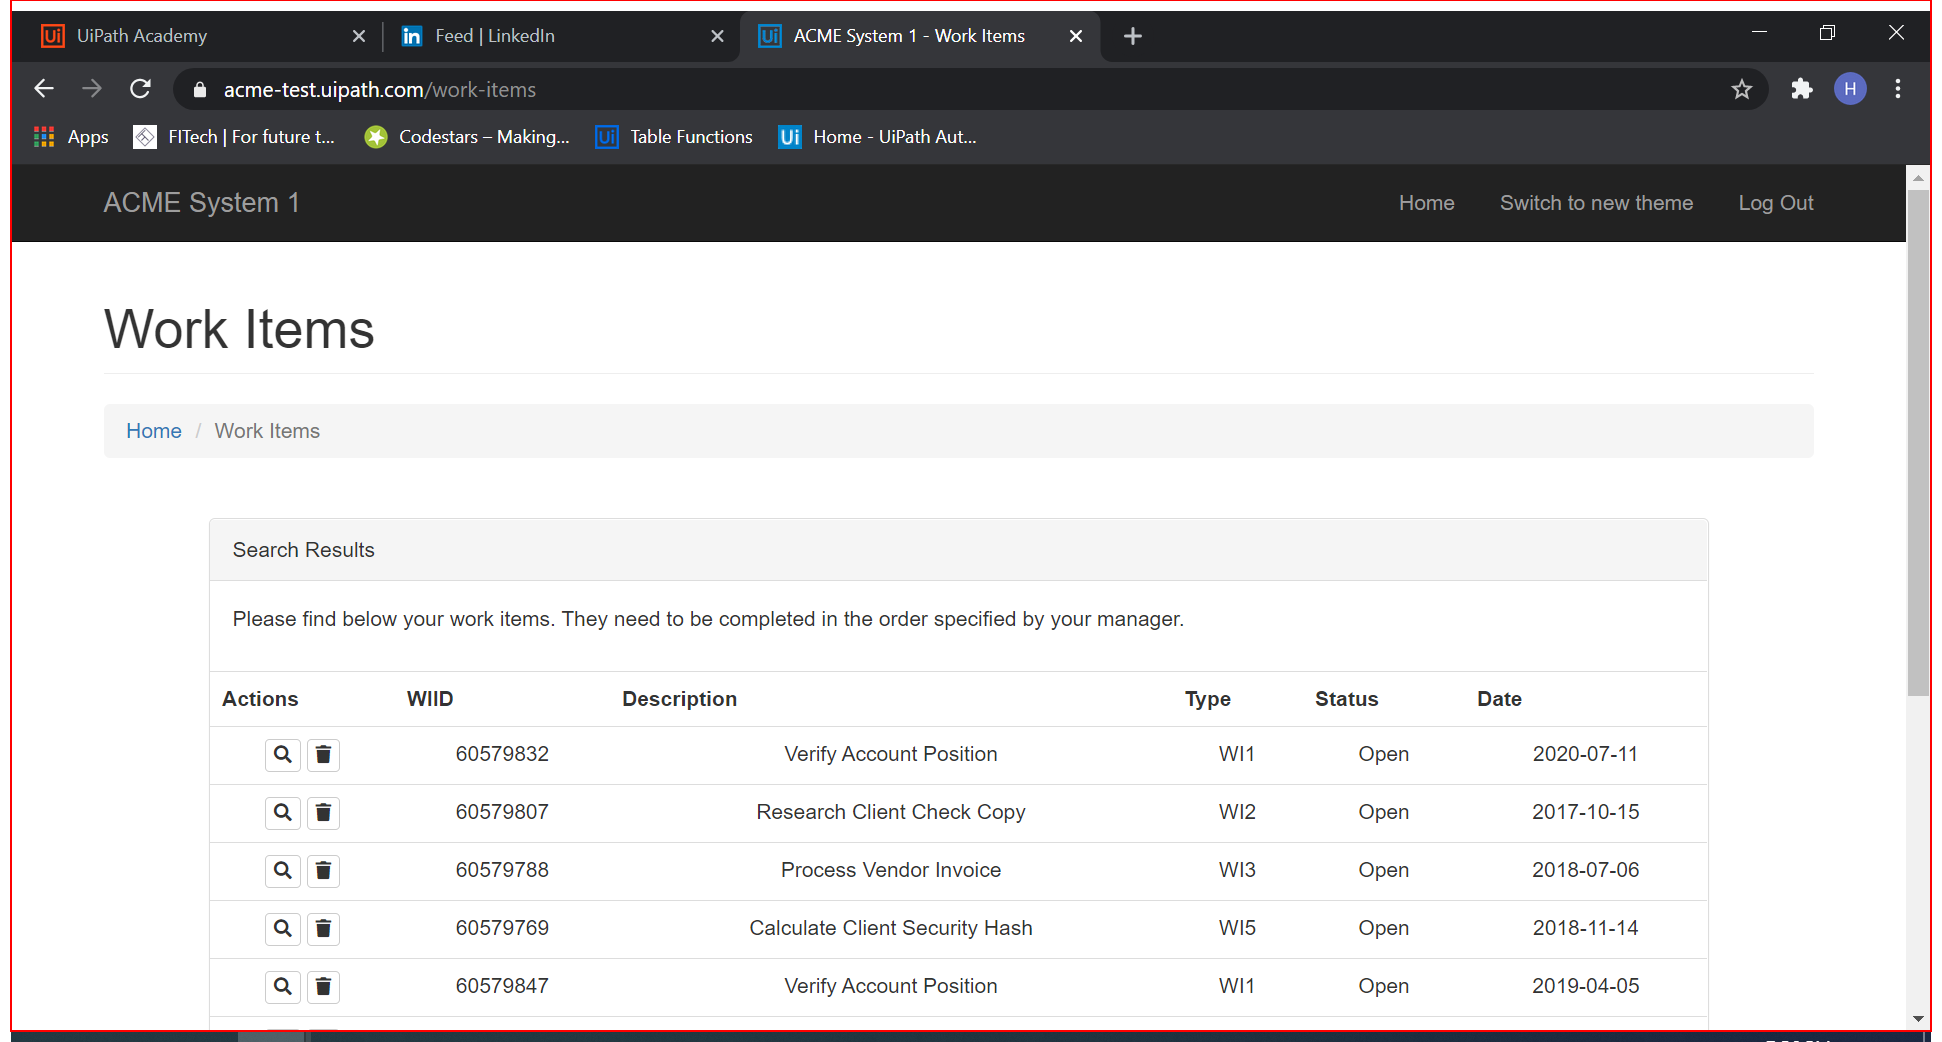 UiPath Academy Feed | LinkedIn ACME System 1 - Work Items
acme-test.uipath.com/work-items H
Apps FITech | For future t... Codestars – Making... Ui Table Functions Ui Home - UiPath Aut...
ACME System 1 Home Switch to new theme Log Out
Work Items
Home / Work Items
Search Results
Please find below your work items. They need to be completed in the order specified by your manager.
Actions WIID Description Type Status Date
60579832 Verify Account Position WI1 Open 2020-07-11
60579807 Research Client Check Copy WI2 Open 2017-10-15
60579788 Process Vendor Invoice WI3 Open 2018-07-06
60579769 Calculate Client Security Hash WI5 Open 2018-11-14
60579847 Verify Account Position WI1 Open 2019-04-05